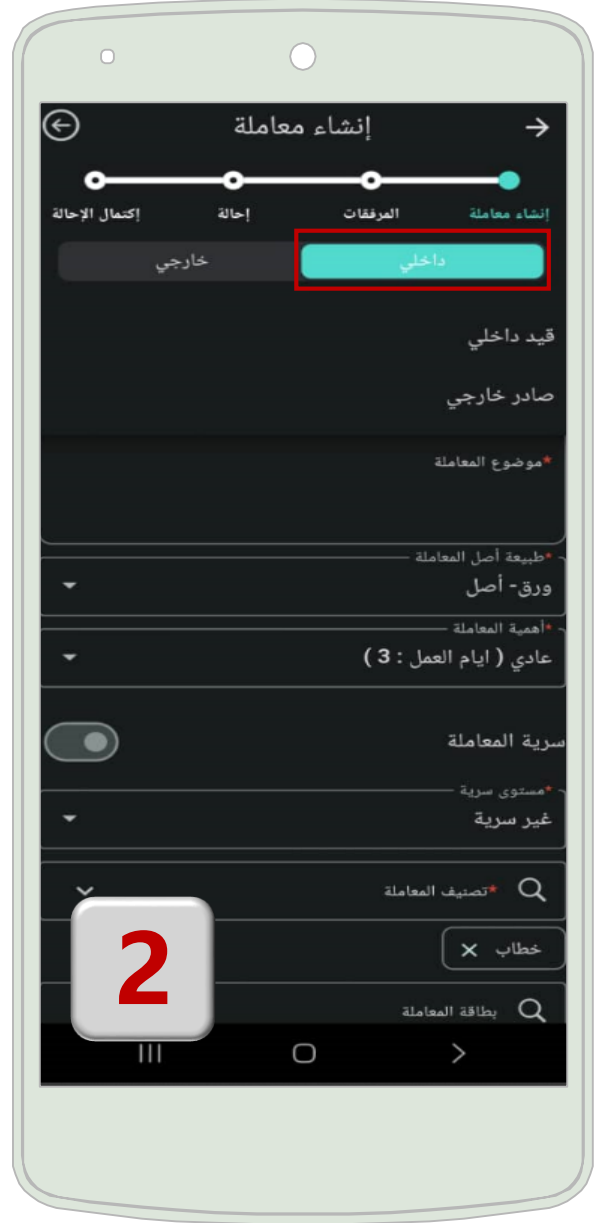 إنشاء معاملة
إنشاء معاملة
المرفقات
إحالة
إكتمال الإحالة
داخلي
خارجي
قيد داخلي
صادر خارجي
*موضوع المعاملة
*طبيعة أصل المعاملة
ورق- أصل
*أهمية المعاملة
عادي ( ايام العمل : 3 )
سرية المعاملة
*مستوى سرية
غير سرية
*تصنيف المعاملة
خطاب ×
بطاقة المعاملة
2